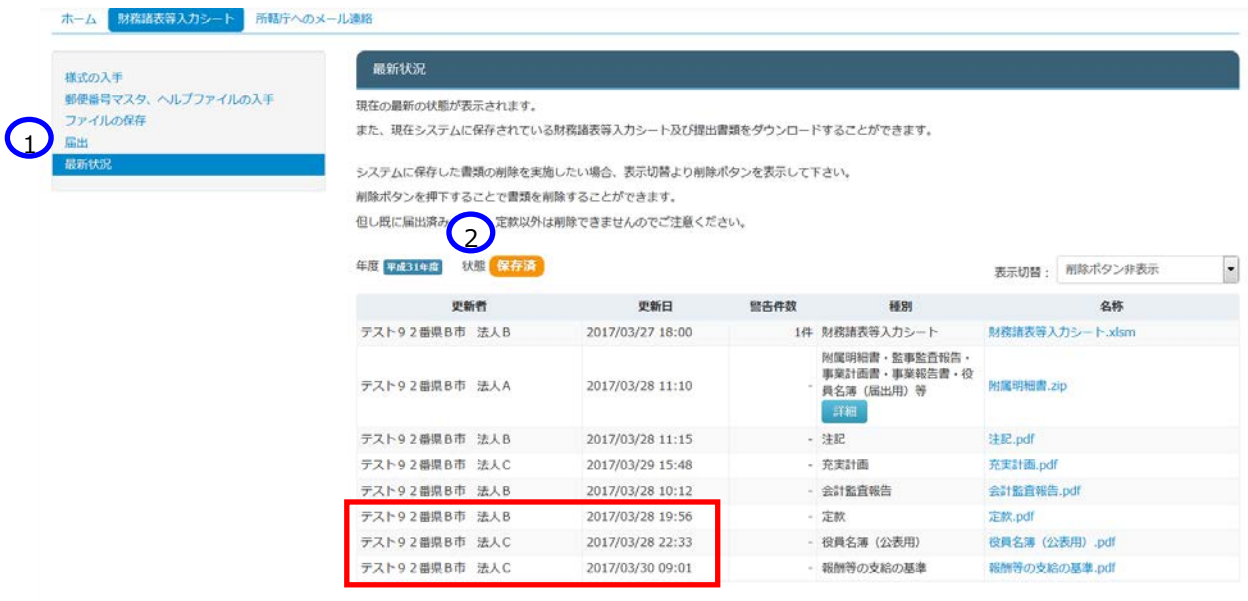 ホーム 財務諸表等入力シート 所轄庁へのメール連絡
様式の入手
郵便番号マスタ、ヘルプファイルの入手
ファイルの保存
1
届出
最新状況
最新状況
現在の最新の状態が表示されます。
また、現在システムに保存されている財務諸表等入力シート及び提出書類をダウンロードすることができます。
システムに保存した書類の削除を実施したい場合、表示切替より削除ボタンを表示して下さい。
削除ボタンを押下することで書類を削除することができます。
但し既に届出済み 定款以外は削除できませんのでご注意ください。
2
年度 平成31年度 状態 保存済
表示切替： 削除ボタン非表示
更新者 更新日 警告件数 種別 名称
テスト９２番県Ｂ市 法人Ｂ 2017/03/27 18:00 1件 財務諸表等入力シート 財務諸表等入力シート.xlsm
附属明細書・監事監査報告・
事業計画書・事業報告書・役
テスト９２番県Ｂ市 法人Ａ 2017/03/28 11:10 - 員名簿（届出用）等 附属明細書.zip
詳細
テスト９２番県Ｂ市 法人Ｂ 2017/03/28 11:15 - 注記 注記.pdf
テスト９２番県Ｂ市 法人Ｃ 2017/03/29 15:48 - 充実計画 充実計画.pdf
テスト９２番県Ｂ市 法人Ｂ 2017/03/28 10:12 - 会計監査報告 会計監査報告.pdf
テスト９２番県Ｂ市 法人Ｂ 2017/03/28 19:56 - 定款 定款.pdf
テスト９２番県Ｂ市 法人Ｃ 2017/03/28 22:33 - 役員名簿（公表用） 役員名簿（公表用）.pdf
テスト９２番県Ｂ市 法人Ｃ 2017/03/30 09:01 - 報酬等の支給の基準 報酬等の支給の基準.pdf